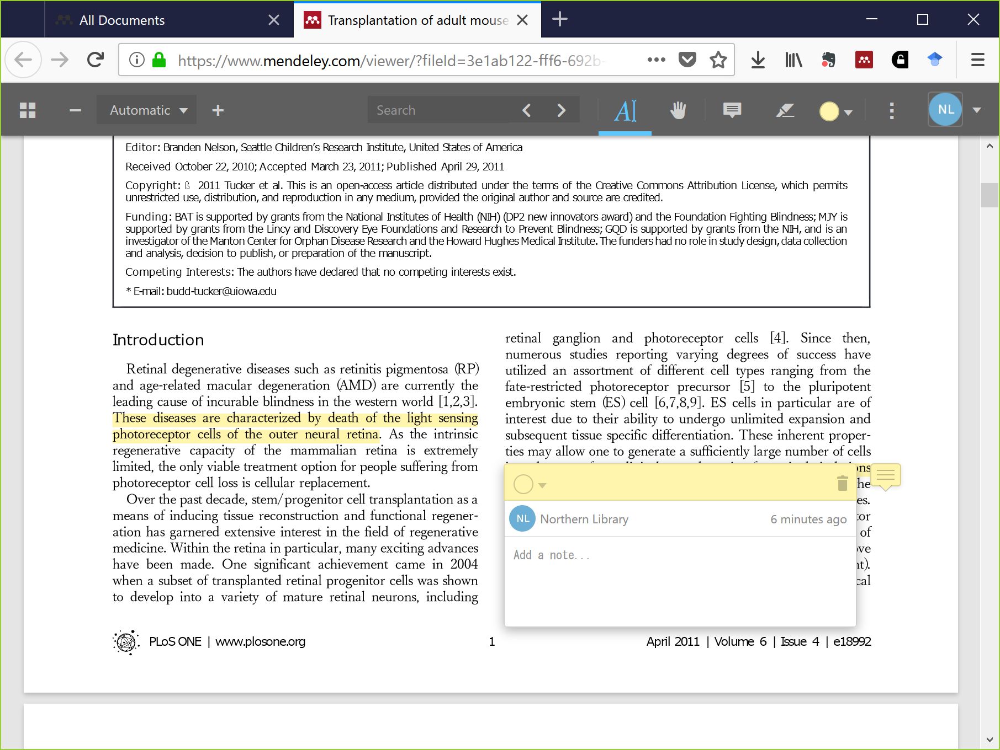 All Documents
Transplantation of adult mouse
https://www.mendeley.com/viewer/?fileId=3e1ab122-fff6-692b-
Automatic
Search
AI
NL
Editor: Branden Nelson, Seattle Children's Research Institute, United States of America
Received October 22, 2010; Accepted March 23, 2011; Published April 29, 2011
Copyright: ß 2011 Tucker et al. This is an open-access article distributed under the terms of the Creative Commons Attribution License, which permits
unrestricted use, distribution, and reproduction in any medium, provided the original author and source are credited.
Funding: BAT is supported by grants from the National Institutes of Health (NIH) (DP2 new innovators award) and the Foundation Fighting Blindness; MJY is
supported by grants from the Lincy and Discovery Eye Foundations and Research to Prevent Blindness; GQD is supported by grants from the NIH, and is an
investigator of the Manton Center for Orphan Disease Research and the Howard Hughes Medical Institute. The funders had no role in study design, data collection
and analysis, decision to publish, or preparation of the manuscript.
Competing Interests: The authors have declared that no competing interests exist.
* E-mail: budd-tucker@uiowa.edu
Introduction
Retinal degenerative diseases such as retinitis pigmentosa (RP)
and age-related macular degeneration (AMD) are currently the
leading cause of incurable blindness in the western world [1,2,3].
These diseases are characterized by death of the light sensing
photoreceptor cells of the outer neural retina. As the intrinsic
regenerative capacity of the mammalian retina is extremely
limited, the only viable treatment option for people suffering from
photoreceptor cell loss is cellular replacement.
Over the past decade, stem/progenitor cell transplantation as a
means of inducing tissue reconstruction and functional regener-
ation has garnered extensive interest in the field of regenerative
medicine. Within the retina in particular, many exciting advances
have been made. One significant achievement came in 2004
when a subset of transplanted retinal progenitor cells was shown
to develop into a variety of mature retinal neurons, including
retinal ganglion and photoreceptor cells [4]. Since then,
numerous studies reporting varying degrees of success have
utilized an assortment of different cell types ranging from the
fate-restricted photoreceptor precursor [5] to the pluripotent
embryonic stem (ES) cell [6,7,8,9]. ES cells in particular are of
interest due to their ability to undergo unlimited expansion and
subsequent tissue specific differentiation. These inherent proper-
ties may allow one to generate a sufficiently large number of cells
ons
he
es.
tor
of
ove
nt).
cal
NL Northern Library 6 minutes ago
Add a note...
PLoS ONE | www.plosone.org
1
April 2011 | Volume 6 | Issue 4 | e18992